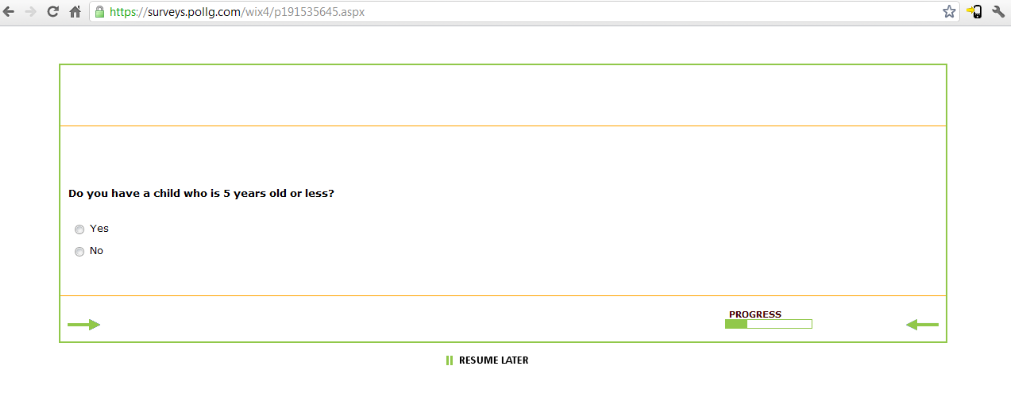 https://surveys.pollg.com/wix4/p191535645.aspx
Do you have a child who is 5 years old or less?
Yes
No
PROGRESS
RESUME LATER